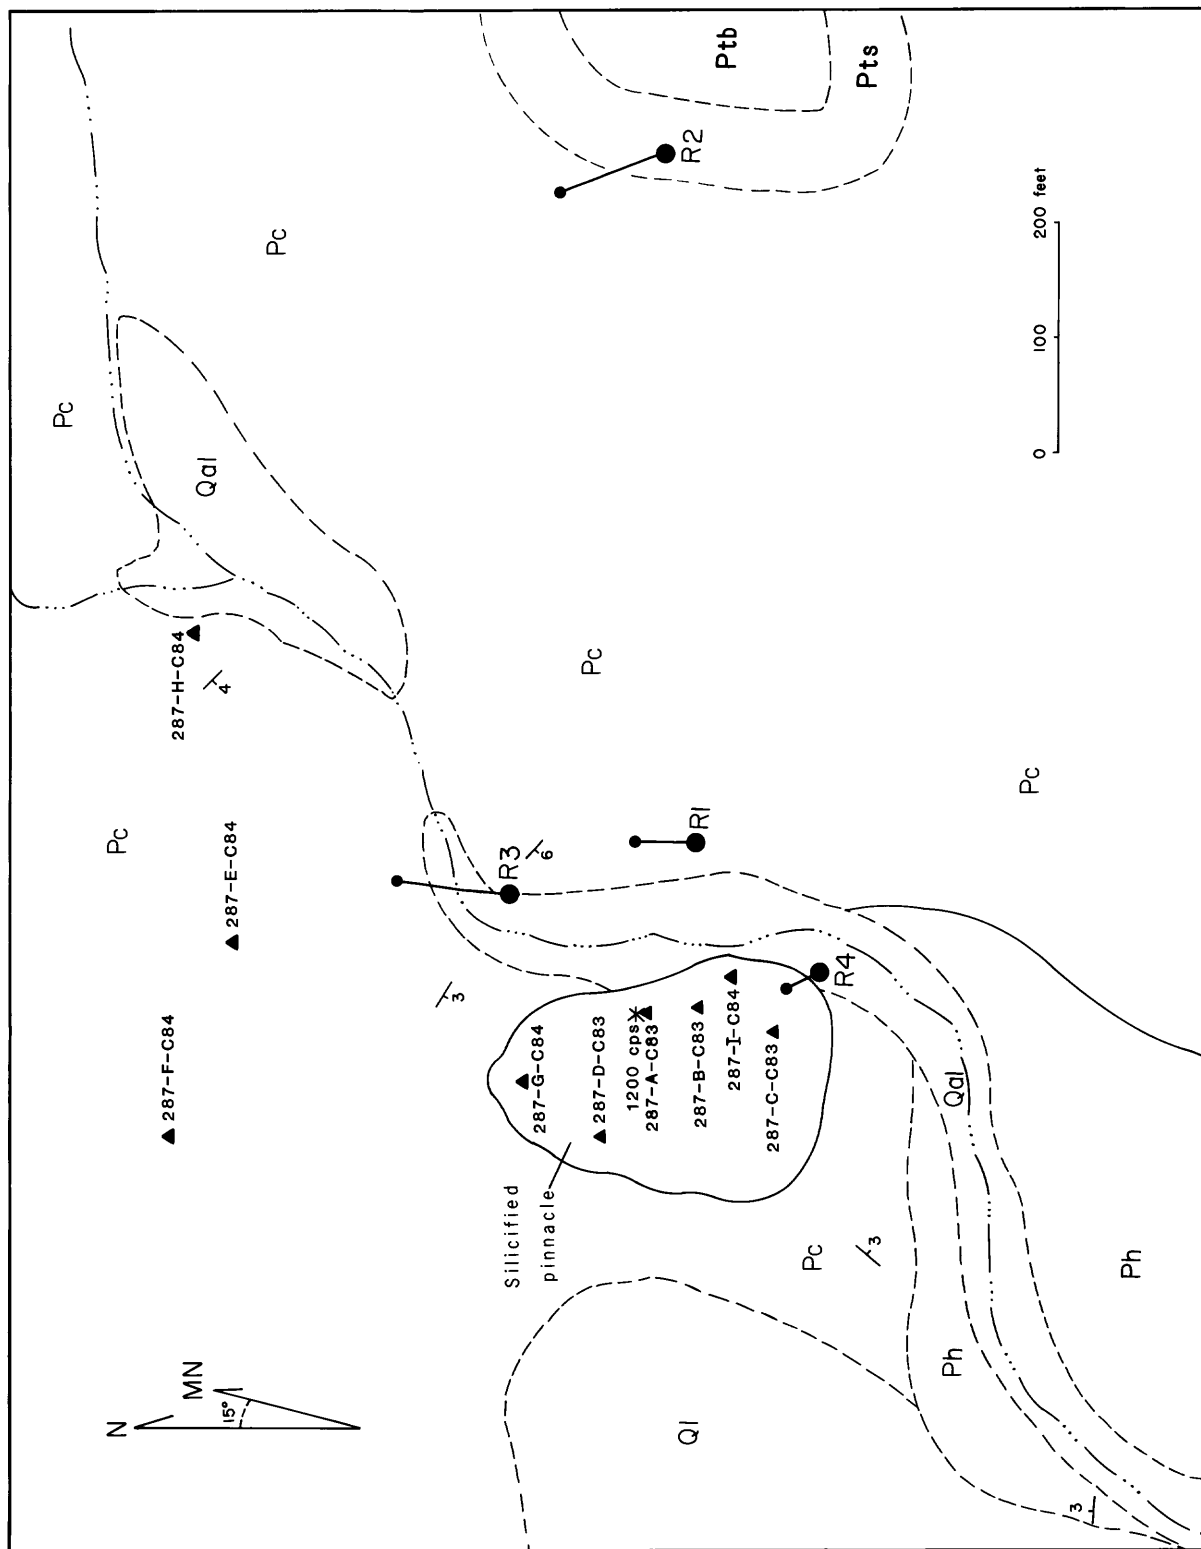 Ptb
Pts
R2
Pc
Pc
Qal
200 feet
100
0
287-H-C84
4
Pc
287-E-C84
287-F-C84
Pc
Pc
R3
6
R1
3
R4
287-G-C84
287-D-C83
1200 cps
287-A-C83
287-B-C83
287-I-C84
287-C-C83
Silicified
pinnacle
Qal
Pc
3
Ph
Ph
Ql
3
N
MN
15°